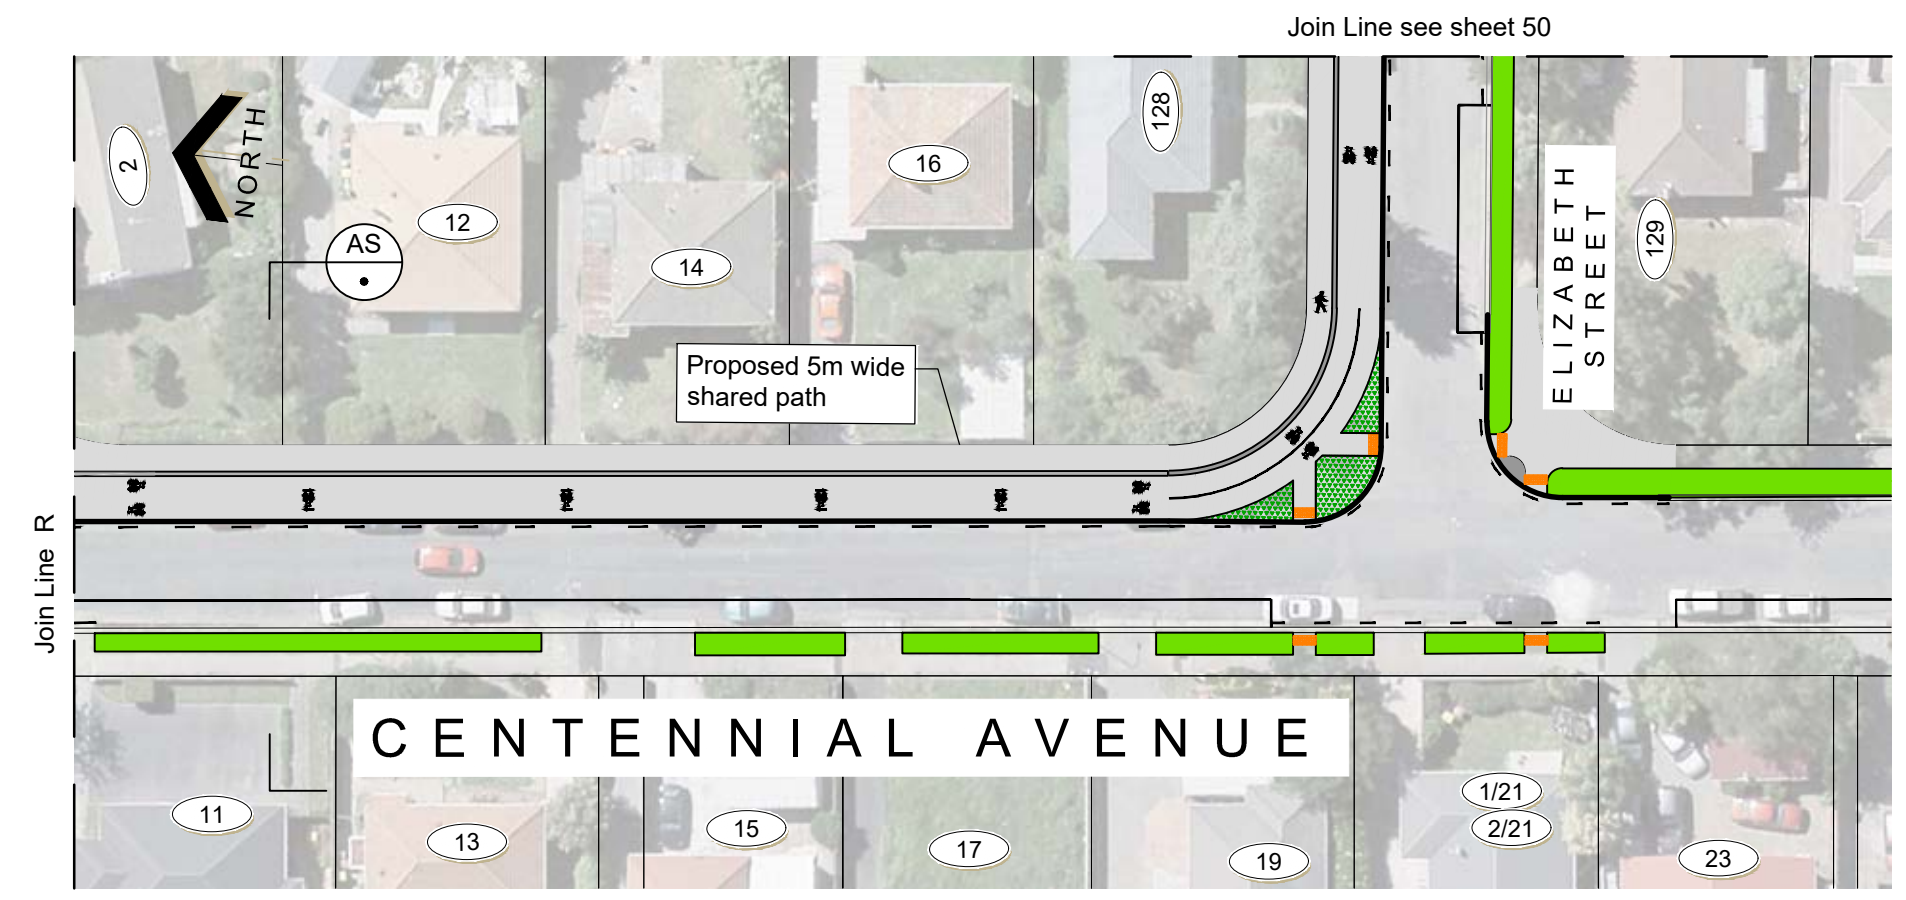 Join Line see sheet 50
2
NORTH
AS
12
14
16
128
129
ELIZABETH
STREET
Proposed 5m wide
shared path
Join Line R
CENTENNIAL AVENUE
11
13
15
17
19
1/21
2/21
23